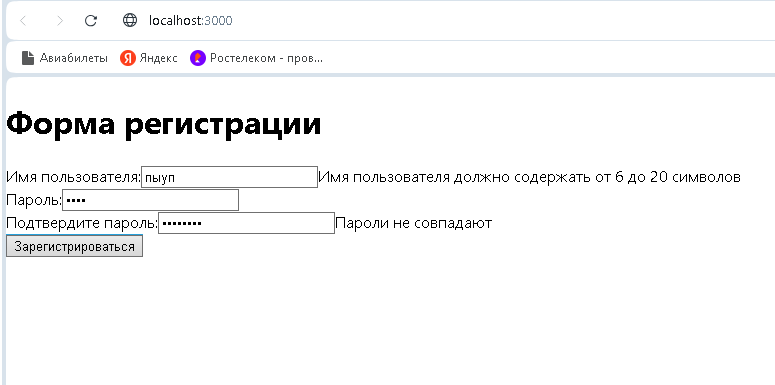 localhost:3000
Авиабилеты Яндекс Ростелеком - пров...
Форма регистрации
Имя пользователя: пыуп Имя пользователя должно содержать от 6 до 20 символов
Пароль: ••••
Подтвердите пароль: •••••••• Пароли не совпадают
Зарегистрироваться